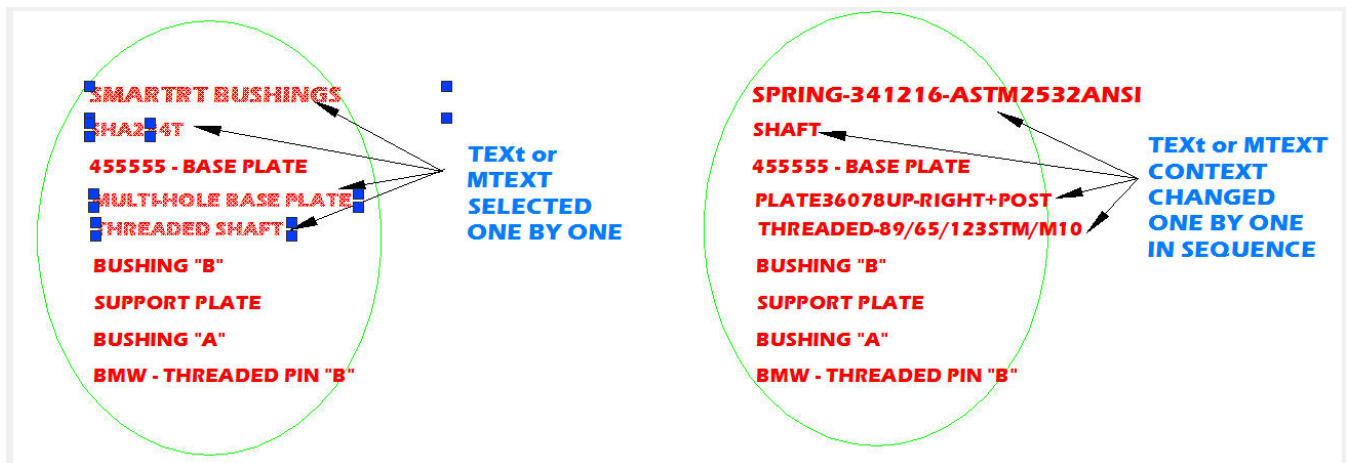 SMARTRT BUSHINGS
SHA234T
455555 - BASE PLATE
MULTI-HOLE BASE PLATE
THREADED SHAFT
BUSHING "B"
SUPPORT PLATE
BUSHING "A"
BMW - THREADED PIN "B"
TEXt or
MTEXT
SELECTED
ONE BY ONE
SPRING-341216-ASTM2532ANSI
SHAFT
455555 - BASE PLATE
PLATE36078UP-RIGHT+POST
THREADED-89/65/123STM/M10
BUSHING "B"
SUPPORT PLATE
BUSHING "A"
BMW - THREADED PIN "B"
TEXt or MTEXT
CONTEXT
CHANGED
ONE BY ONE
IN SEQUENCE